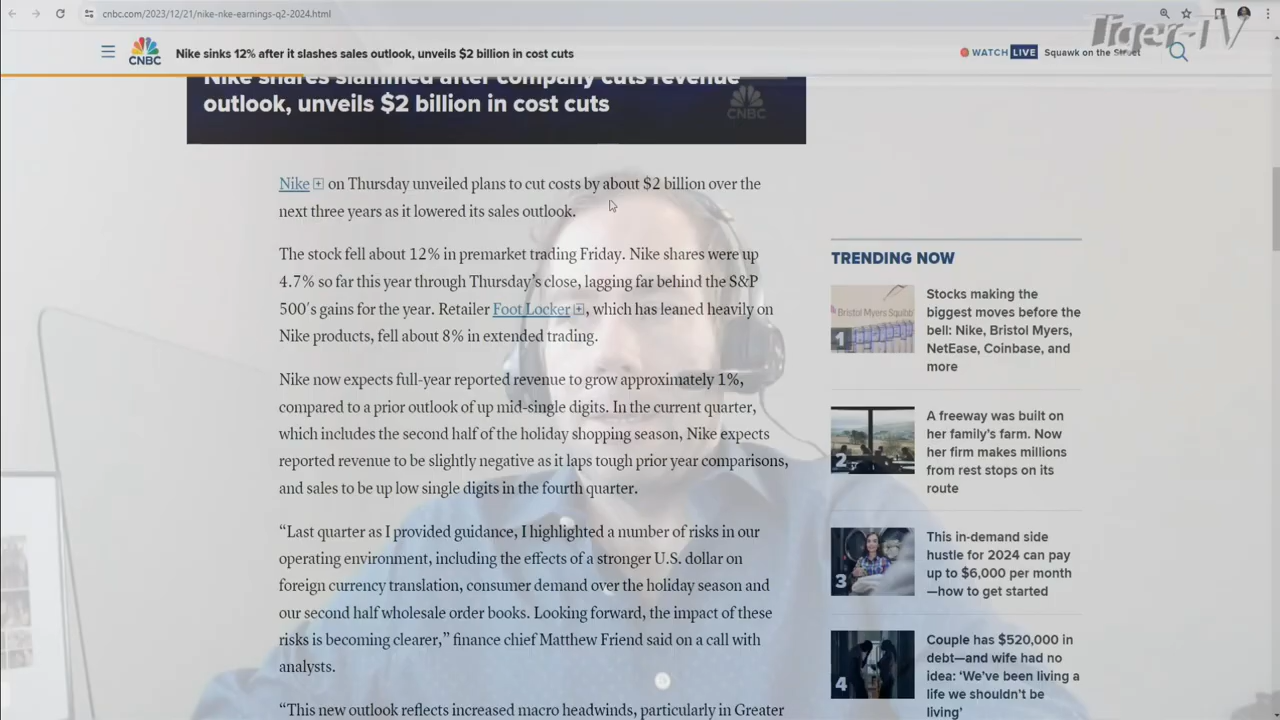 cnbc.com/2023/12/21/nike-nke-earnings-q2-2024.html
Tiger-TV
CNBC
Nike sinks 12% after it slashes sales outlook, unveils $2 billion in cost cuts
WATCH LIVE Squawk on the Street
Nike shares slammed after company cuts revenue
outlook, unveils $2 billion in cost cuts
CNBC
Nike on Thursday unveiled plans to cut costs by about $2 billion over the
next three years as it lowered its sales outlook.
The stock fell about 12% in premarket trading Friday. Nike shares were up
4.7% so far this year through Thursday’s close, lagging far behind the S&P
500’s gains for the year. Retailer Foot Locker, which has leaned heavily on
Nike products, fell about 8% in extended trading.
Nike now expects full-year reported revenue to grow approximately 1%,
compared to a prior outlook of up mid-single digits. In the current quarter,
which includes the second half of the holiday shopping season, Nike expects
reported revenue to be slightly negative as it laps tough prior year comparisons,
and sales to be up low single digits in the fourth quarter.
“Last quarter as I provided guidance, I highlighted a number of risks in our
operating environment, including the effects of a stronger U.S. dollar on
foreign currency translation, consumer demand over the holiday season and
our second half wholesale order books. Looking forward, the impact of these
risks is becoming clearer,” finance chief Matthew Friend said on a call with
analysts.
“This new outlook reflects increased macro headwinds, particularly in Greater
TRENDING NOW
Bristol Myers Squibb
1
Stocks making the
biggest moves before the
bell: Nike, Bristol Myers,
NetEase, Coinbase, and
more
2
A freeway was built on
her family’s farm. Now
her firm makes millions
from rest stops on its
route
3
This in-demand side
hustle for 2024 can pay
up to $6,000 per month
—how to get started
4
Couple has $520,000 in
debt—and wife had no
idea: ‘We’ve been living a
life we shouldn’t be
living’